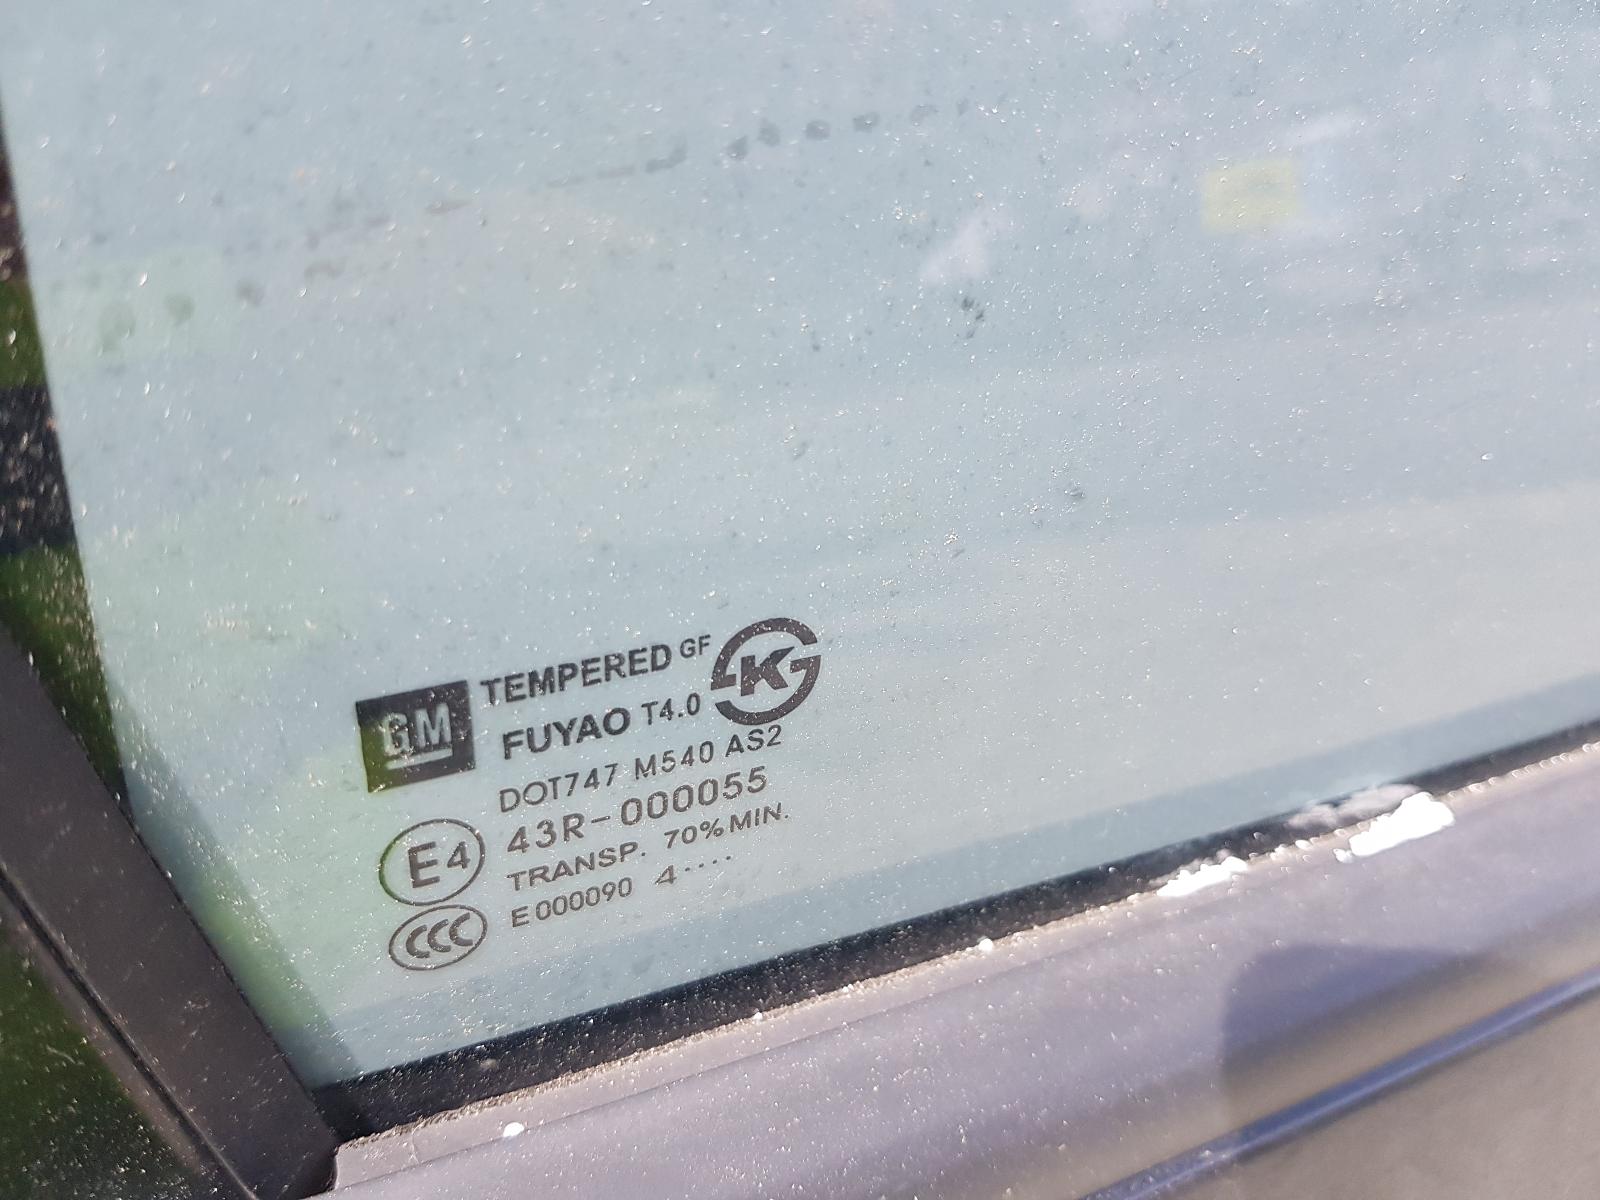 GM TEMPERED GF
FUYAO T4.0 K
DOT747 M540 AS2
E4 43R-000055
TRANSP. 70% MIN.
CCC E000090 4....